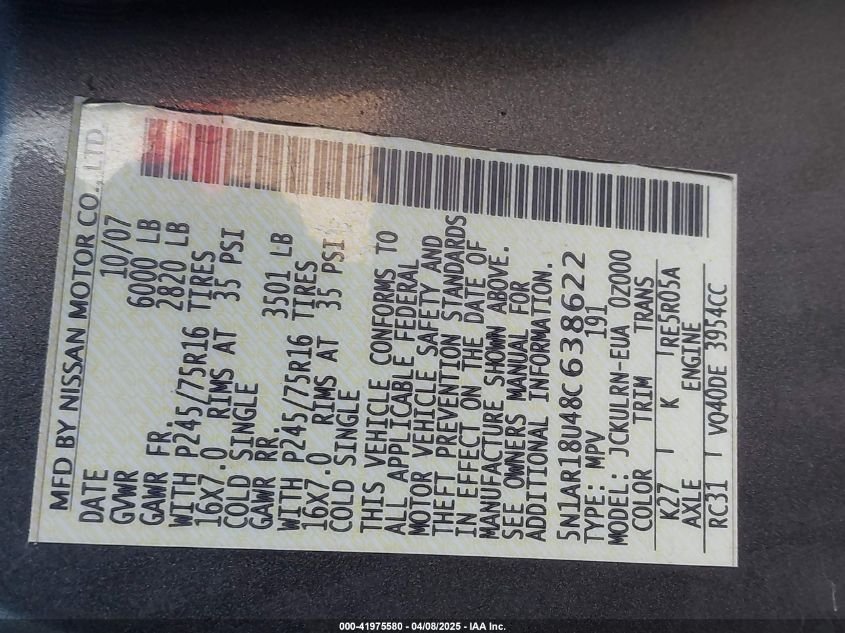 MFD BY NISSAN MOTOR CO., LTD.
DATE 10/07
GVWR 6000 LB
GAWR FR. 2820 LB
WITH P245/75R16 TIRES
16X7.0 RIMS AT 35 PSI
COLD SINGLE
GAWR RR. 3501 LB
WITH P245/75R16 TIRES
16X7.0 RIMS AT 35 PSI
COLD SINGLE
THIS VEHICLE CONFORMS TO
ALL APPLICABLE FEDERAL
MOTOR VEHICLE SAFETY AND
THEFT PREVENTION STANDARDS
IN EFFECT ON THE DATE OF
MANUFACTURE SHOWN ABOVE.
SEE OWNERS MANUAL FOR
ADDITIONAL INFORMATION.
5N1AR18U48C638622
TYPE: MPV 191
MODEL: JCKULRN-EUA 0Z000
COLOR TRIM TRANS
K27 K RE5R05A
AXLE ENGINE
RC31 VQ40DE 3954CC
000-41975580 - 04/08/2025 - IAA Inc.